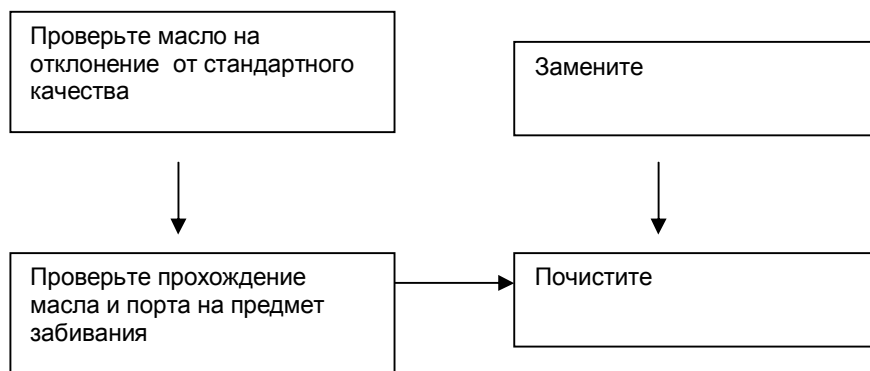 Проверьте масло на
отклонение от стандартного
качества
Замените
Проверьте прохождение
масла и порта на предмет
забивания
Почистите